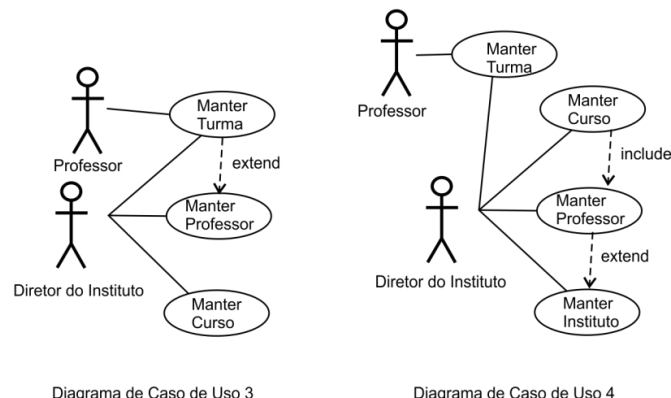 Manter
Turma
extend
Professor
Manter
Professor
Diretor do Instituto
Manter
Curso
Diagrama de Caso de Uso 3
Manter
Turma
Professor
Manter
Curso
include
Manter
Professor
extend
Diretor do Instituto
Manter
Instituto
Diagrama de Caso de Uso 4